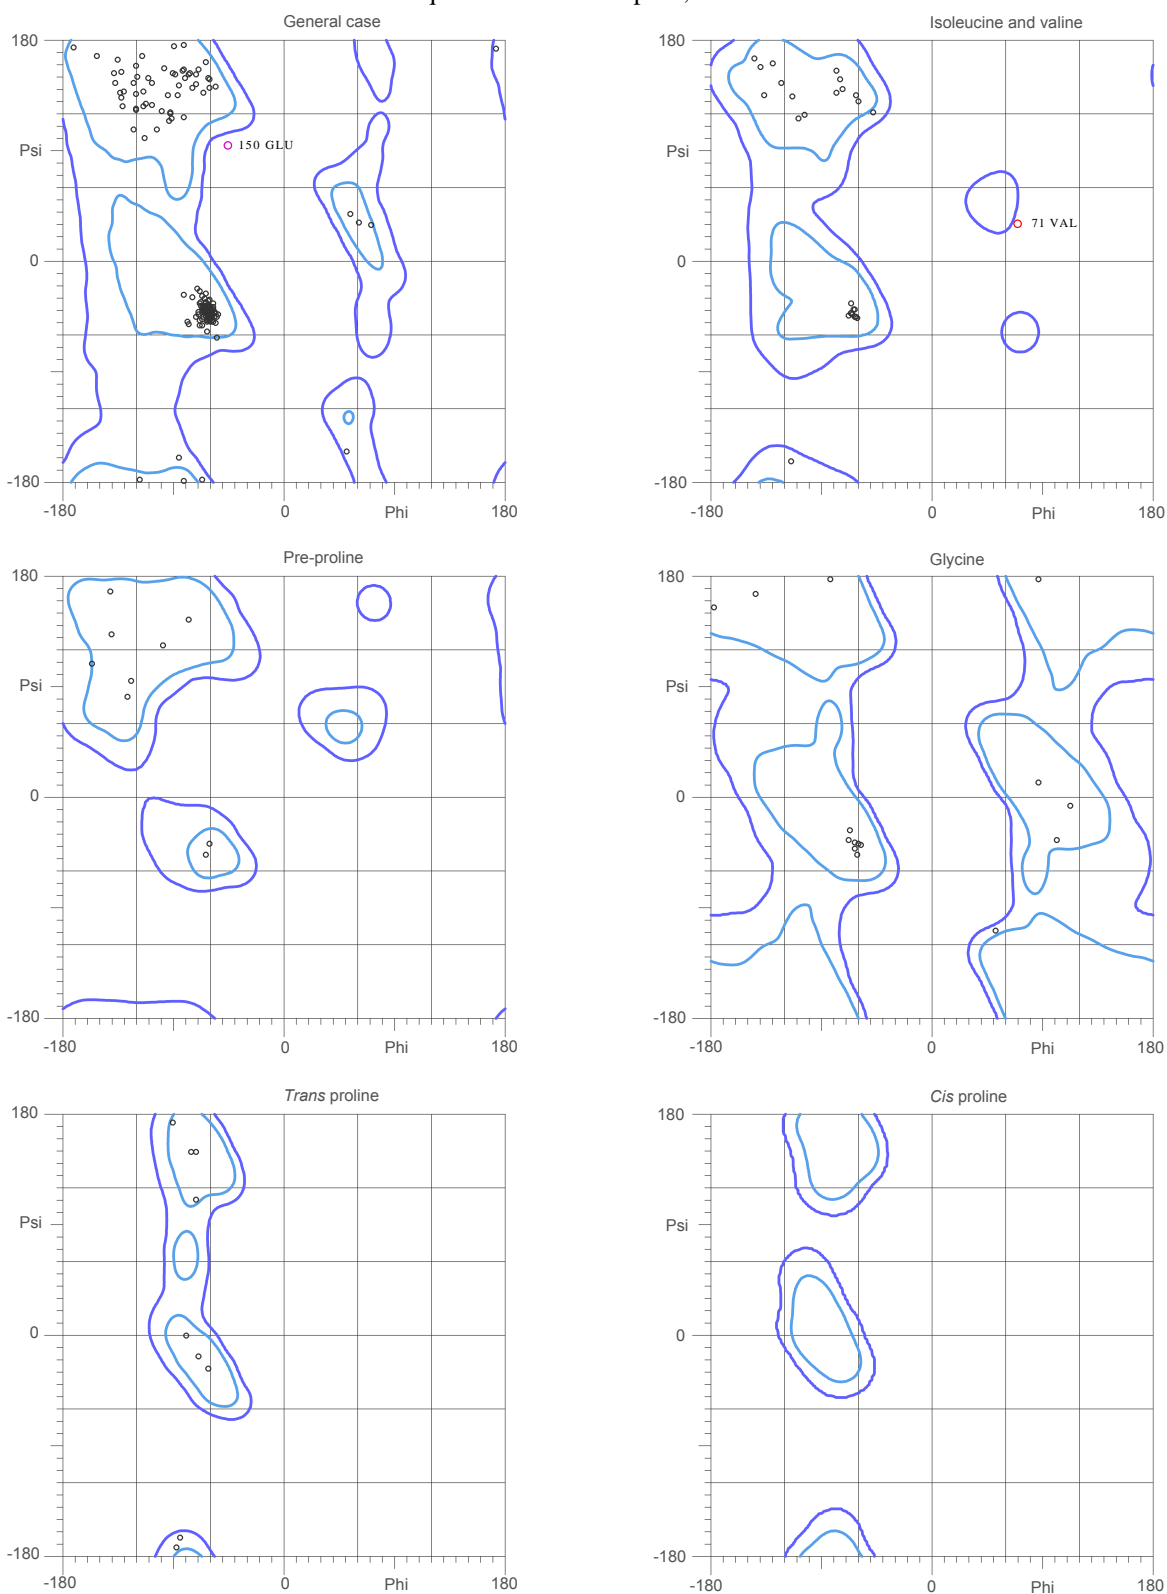 General case
Isoleucine and valine
180
180
150 GLU
Psi
Psi
71 VAL
0
0
-180
-180
-180
0
Phi
180
-180
0
Phi
180
Pre-proline
Glycine
180
180
Psi
Psi
0
0
-180
-180
-180
0
Phi
180
-180
0
Phi
180
Trans proline
Cis proline
180
180
Psi
Psi
0
0
-180
-180
-180
0
Phi
180
-180
0
Phi
180